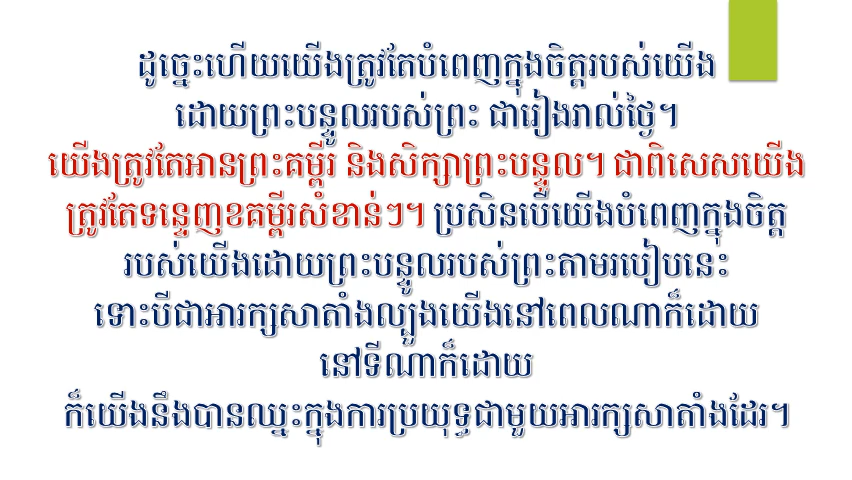 ដូច្នេះហើយយើងត្រូវតែបំពេញក្នុងចិត្តរបស់យើង
ដោយព្រះបន្ទូលរបស់ព្រះ ជារៀងរាល់ថ្ងៃ។
យើងត្រូវតែអានព្រះគម្ពីរ និងសិក្សាព្រះបន្ទូល។ ជាពិសេសយើង
ត្រូវតែទន្ទេញខគម្ពីរសំខាន់ៗ។ ប្រសិនបើយើងបំពេញក្នុងចិត្ត
របស់យើងដោយព្រះបន្ទូលរបស់ព្រះតាមរបៀបនេះ
ទោះបីជាអារក្សសាតាំងល្បួងយើងនៅពេលណាក៏ដោយ
នៅទីណាក៏ដោយ
ក៏យើងនឹងបានឈ្នះក្នុងការប្រយុទ្ធជាមួយអារក្សសាតាំងដែរ។